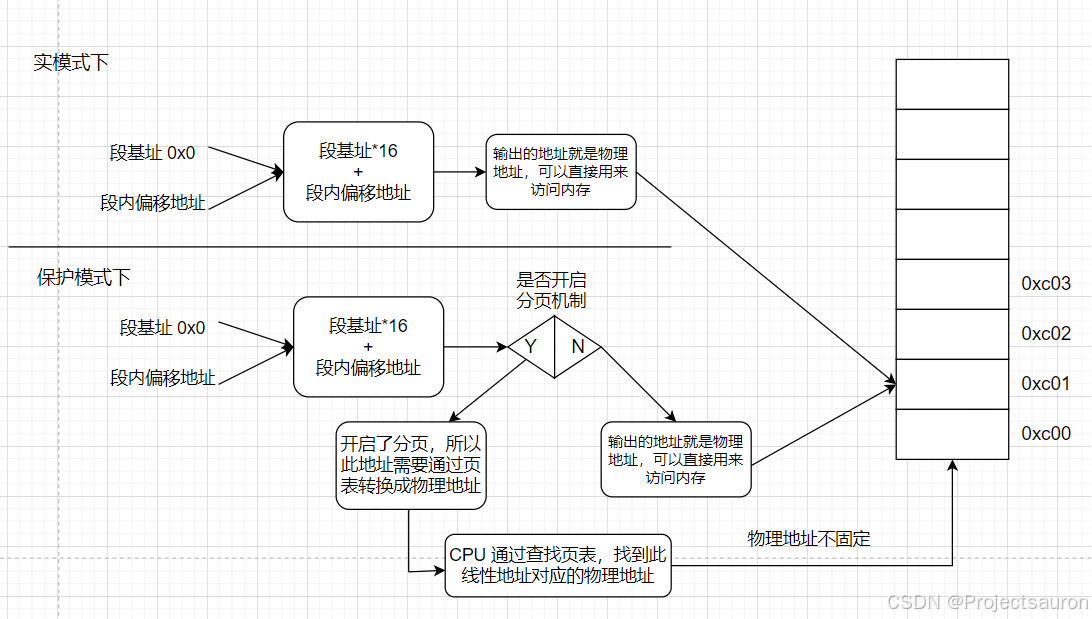 实模式下
段基址 0x0
段内偏移地址
段基址*16
+
段内偏移地址
输出的地址就是物理
地址，可以直接用来
访问内存
保护模式下
段基址 0x0
段内偏移地址
段基址*16
+
段内偏移地址
是否开启
分页机制
Y
N
开启了分页，所以
此地址需要通过页
表转换成物理地址
输出的地址就是物理
地址，可以直接用来
访问内存
CPU 通过查找页表，找到此
线性地址对应的物理地址
物理地址不固定
0xc03
0xc02
0xc01
0xc00
CSDN @Projectsauron